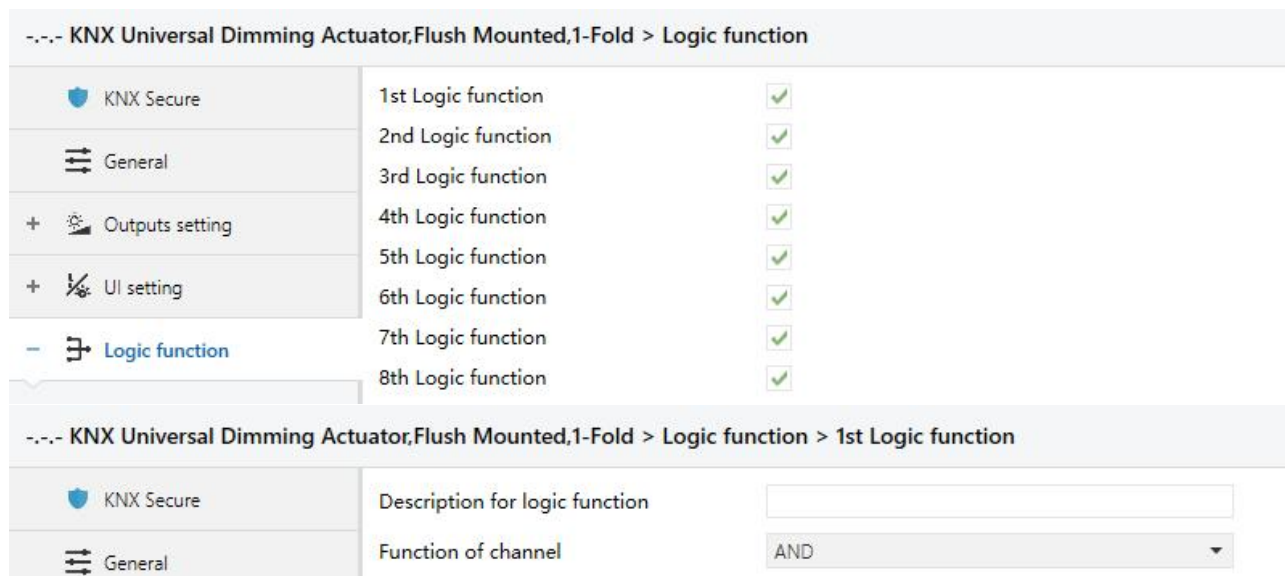 -.-.- KNX Universal Dimming Actuator,Flush Mounted,1-Fold > Logic function
KNX Secure
General
+ Outputs setting
+ UI setting
− Logic function
1st Logic function
2nd Logic function
3rd Logic function
4th Logic function
5th Logic function
6th Logic function
7th Logic function
8th Logic function
-.-.- KNX Universal Dimming Actuator,Flush Mounted,1-Fold > Logic function > 1st Logic function
KNX Secure
General
Description for logic function
Function of channel AND